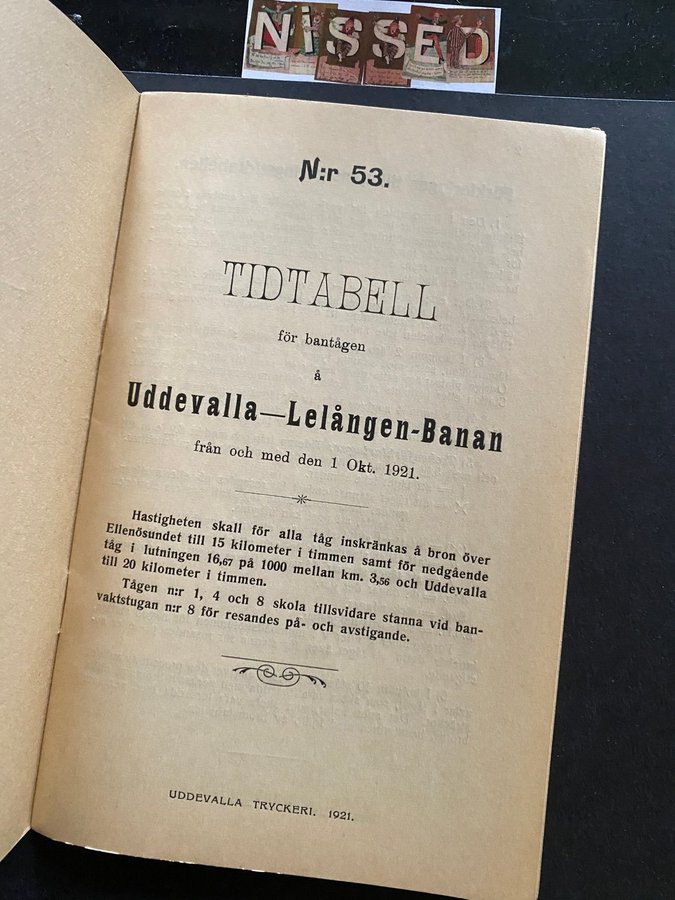 NiSSED
N:r 53.
TIDTABELL
för bantågen
å
Uddevalla—Lelången-Banan
från och med den 1 Okt. 1921.
Hastigheten skall för alla tåg inskränkas å bron över
Ellenösundet till 15 kilometer i timmen samt för nedgående
tåg i lutningen 16,67 på 1000 mellan km. 3,56 och Uddevalla
till 20 kilometer i timmen.
Tågen n:r 1, 4 och 8 skola tillsvidare stanna vid ban-
vaktstugan n:r 8 för resandes på- och avstigande.
UDDEVALLA TRYCKERI. 1921.